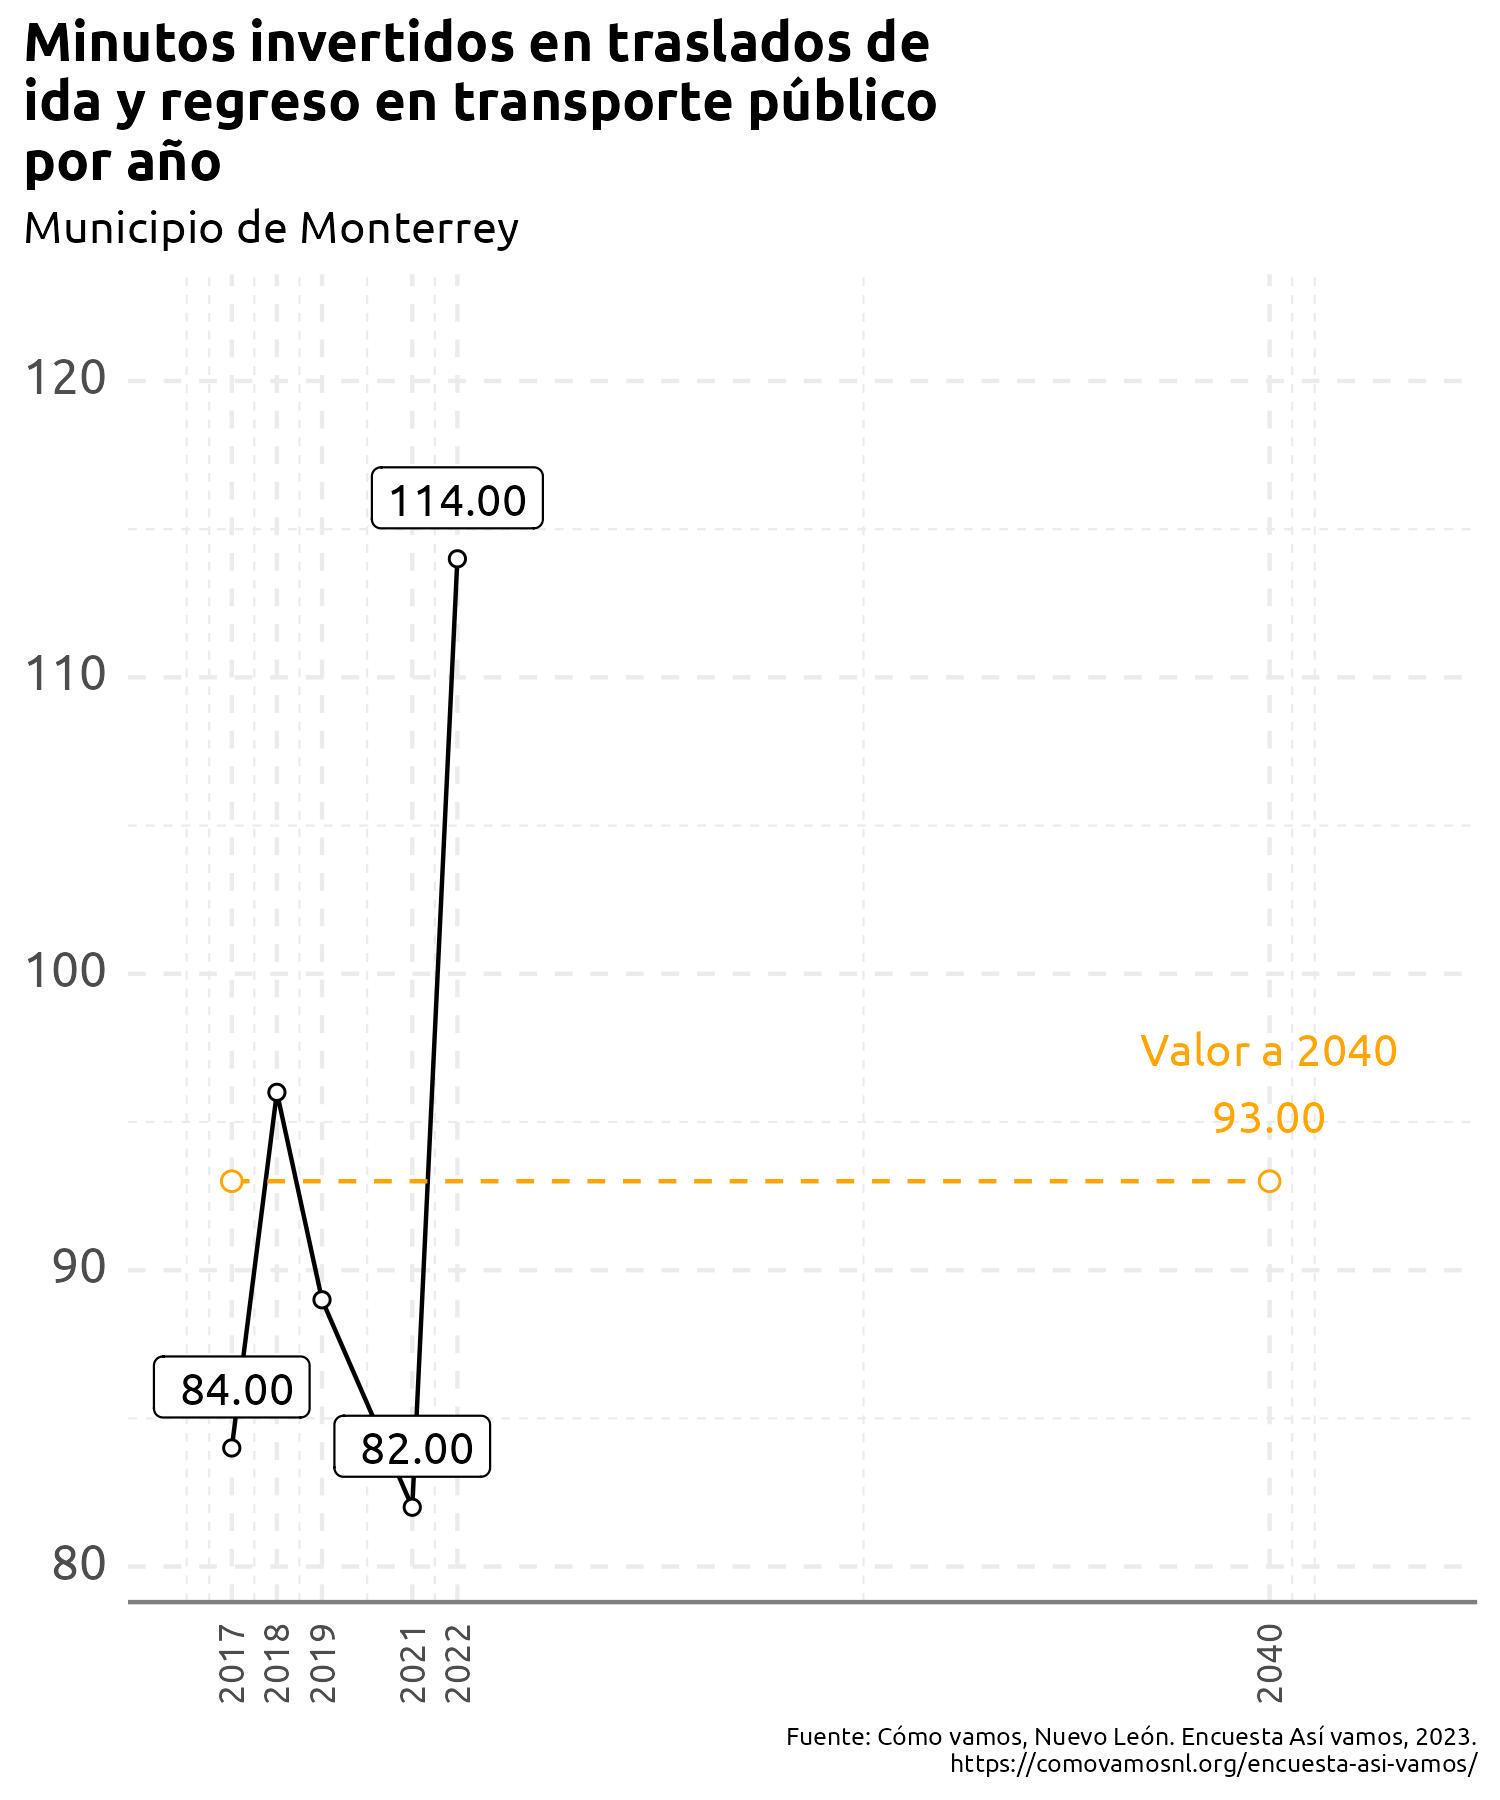 Minutos invertidos en traslados de
ida y regreso en transporte público
por año
Municipio de Monterrey
120
114.00
110
100
Valor a 2040
93.00
90
84.00
82.00
80
2017
2018
2019
2021
2022
2040
Fuente: Cómo vamos, Nuevo León. Encuesta Así vamos, 2023.
https://comovamosnl.org/encuesta-asi-vamos/